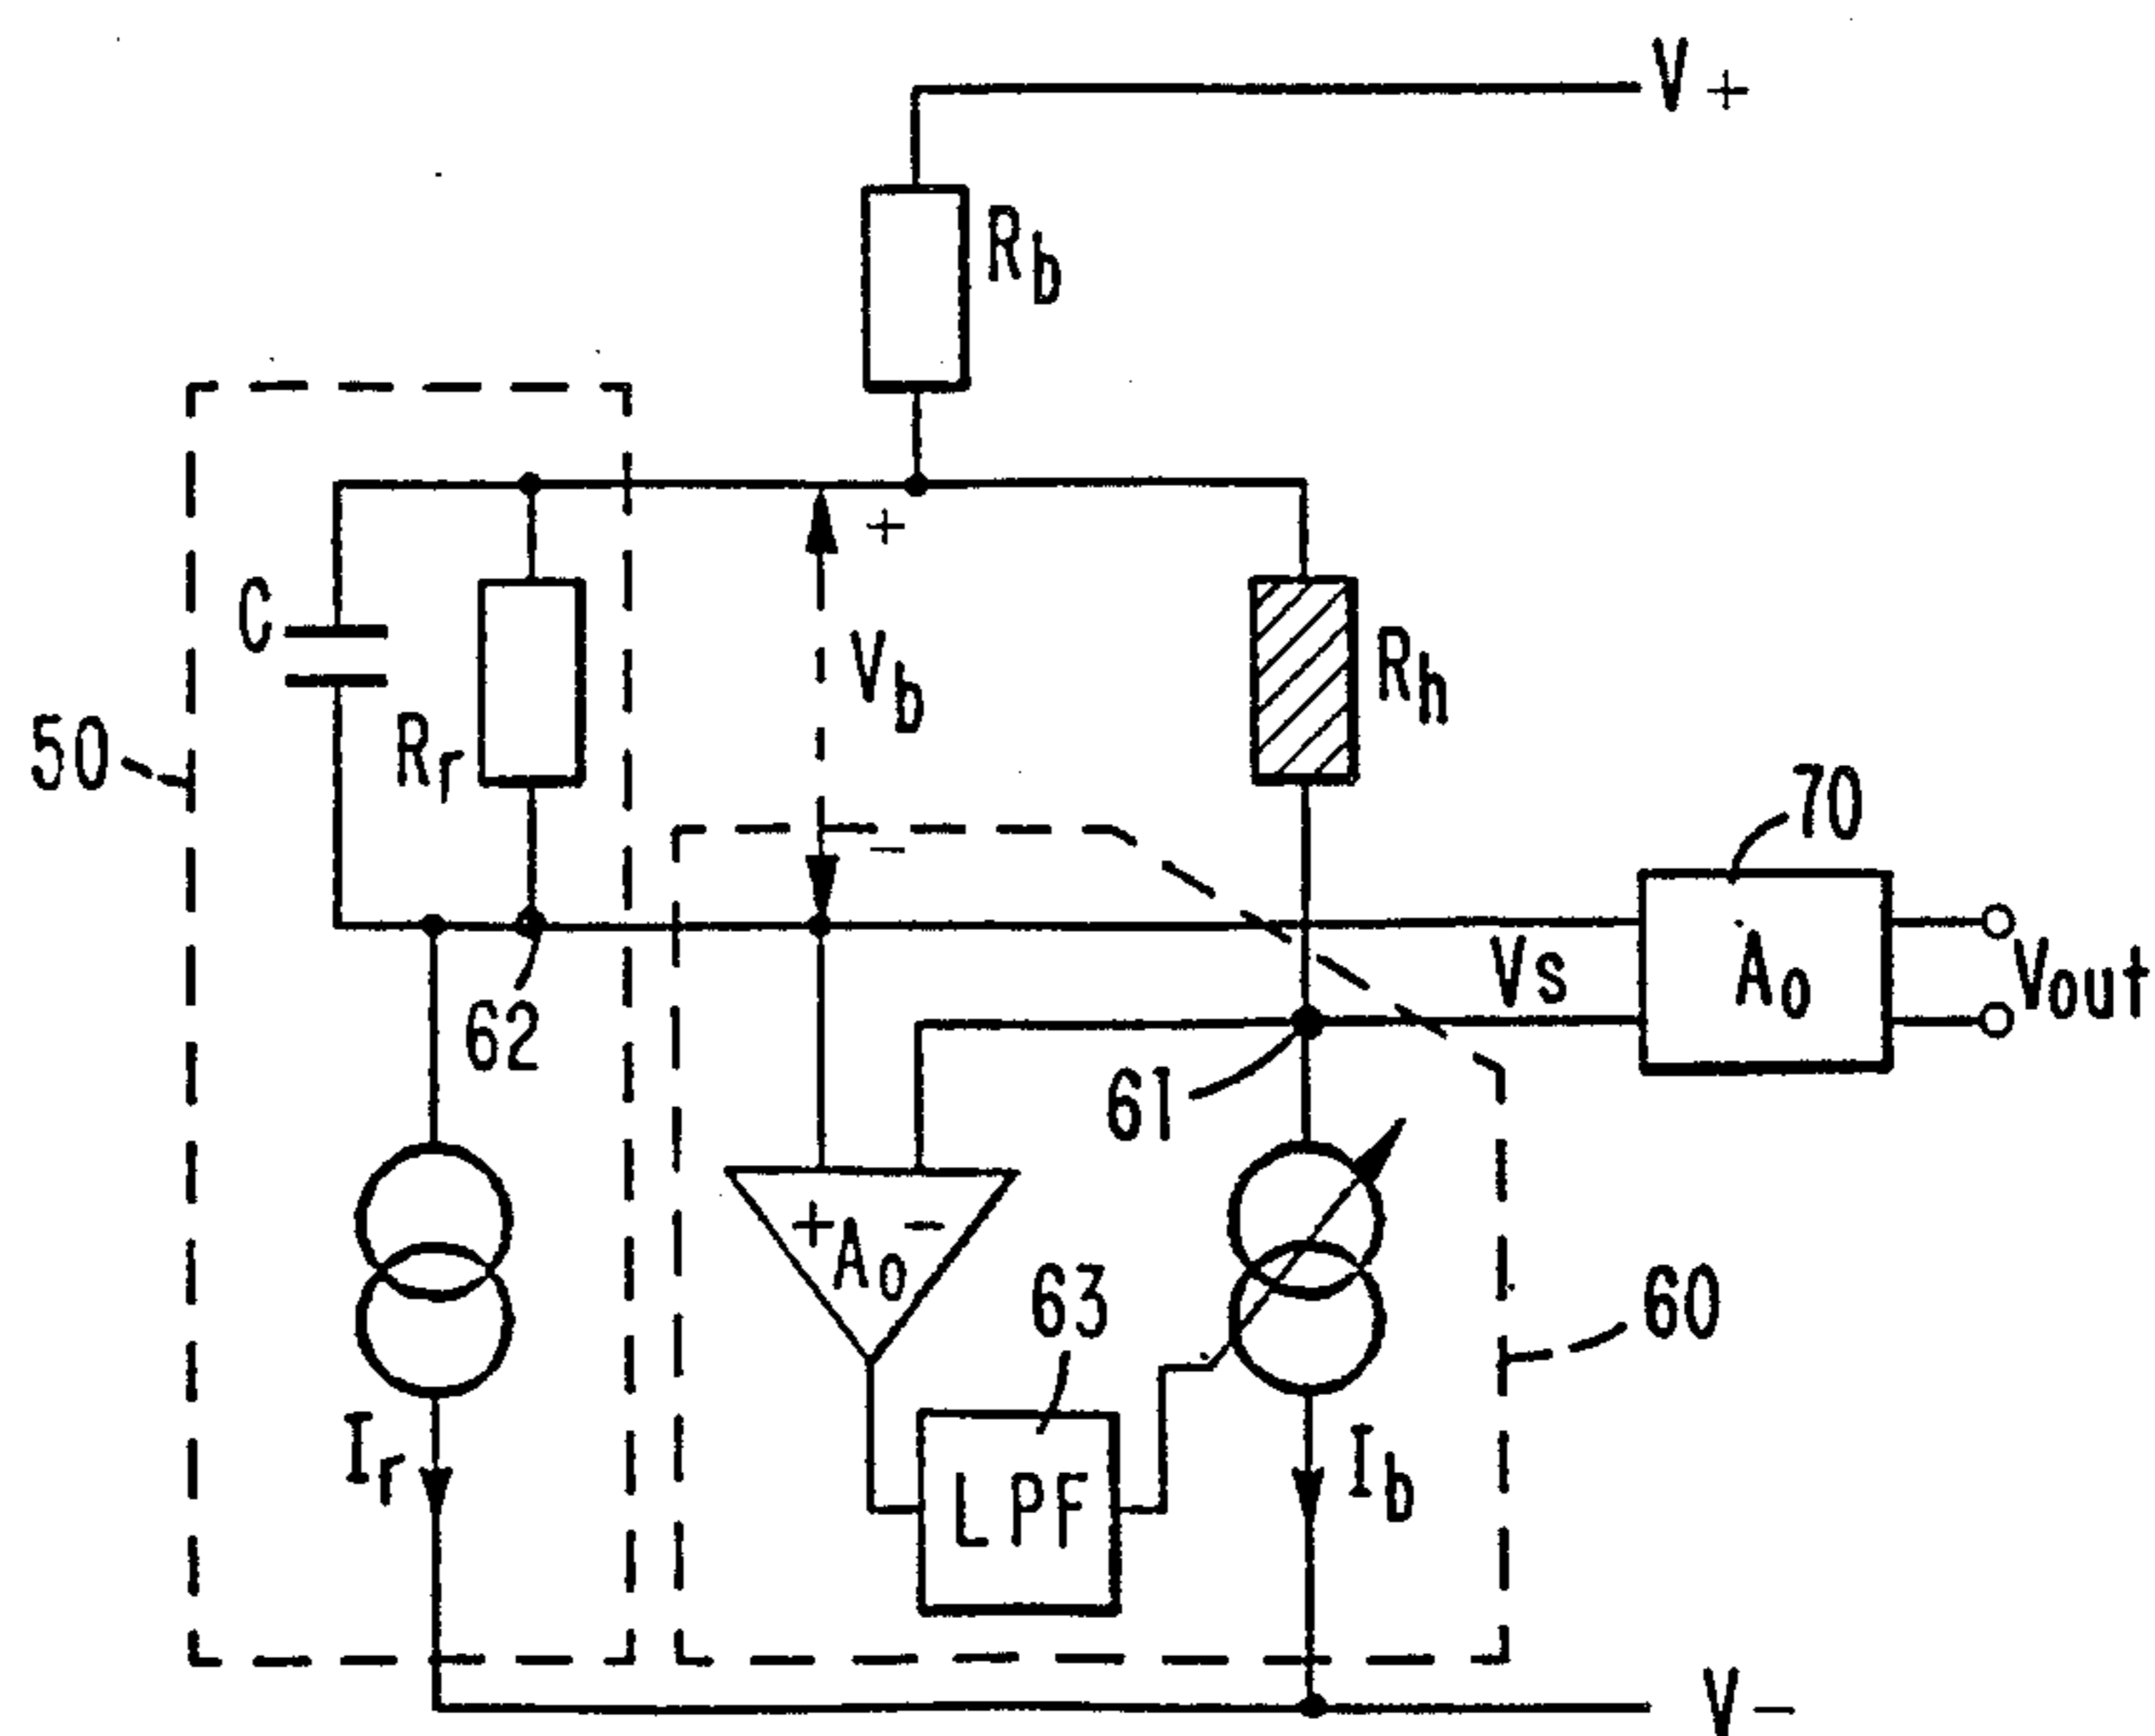 V+
Rb
+
C
Vb
Rh
Rr
50
70
−
Vs
Ao
Vout
62
61
+ Ao −
63
60
Ir
LPF
Ib
V−